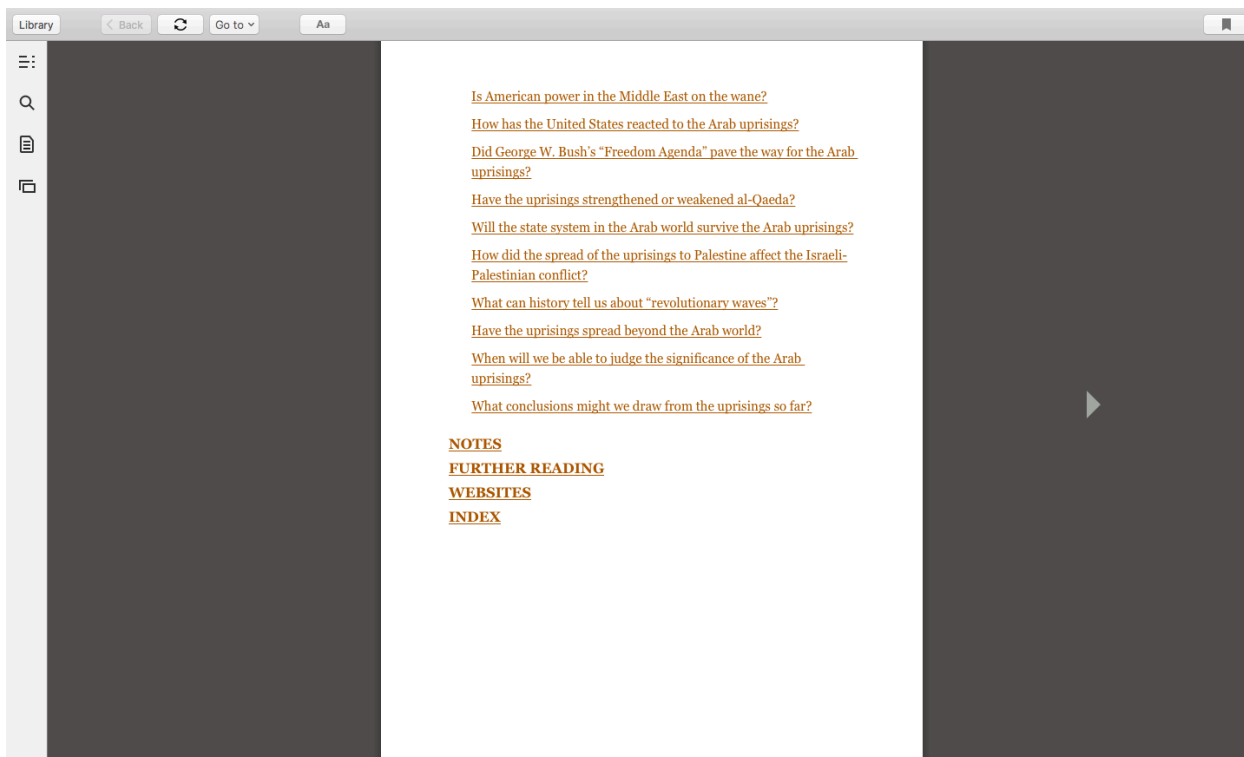 Library
Back
Go to
Aa
Is American power in the Middle East on the wane?
How has the United States reacted to the Arab uprisings?
Did George W. Bush’s “Freedom Agenda” pave the way for the Arab
uprisings?
Have the uprisings strengthened or weakened al-Qaeda?
Will the state system in the Arab world survive the Arab uprisings?
How did the spread of the uprisings to Palestine affect the Israeli-
Palestinian conflict?
What can history tell us about “revolutionary waves”?
Have the uprisings spread beyond the Arab world?
When will we be able to judge the significance of the Arab
uprisings?
What conclusions might we draw from the uprisings so far?
NOTES
FURTHER READING
WEBSITES
INDEX